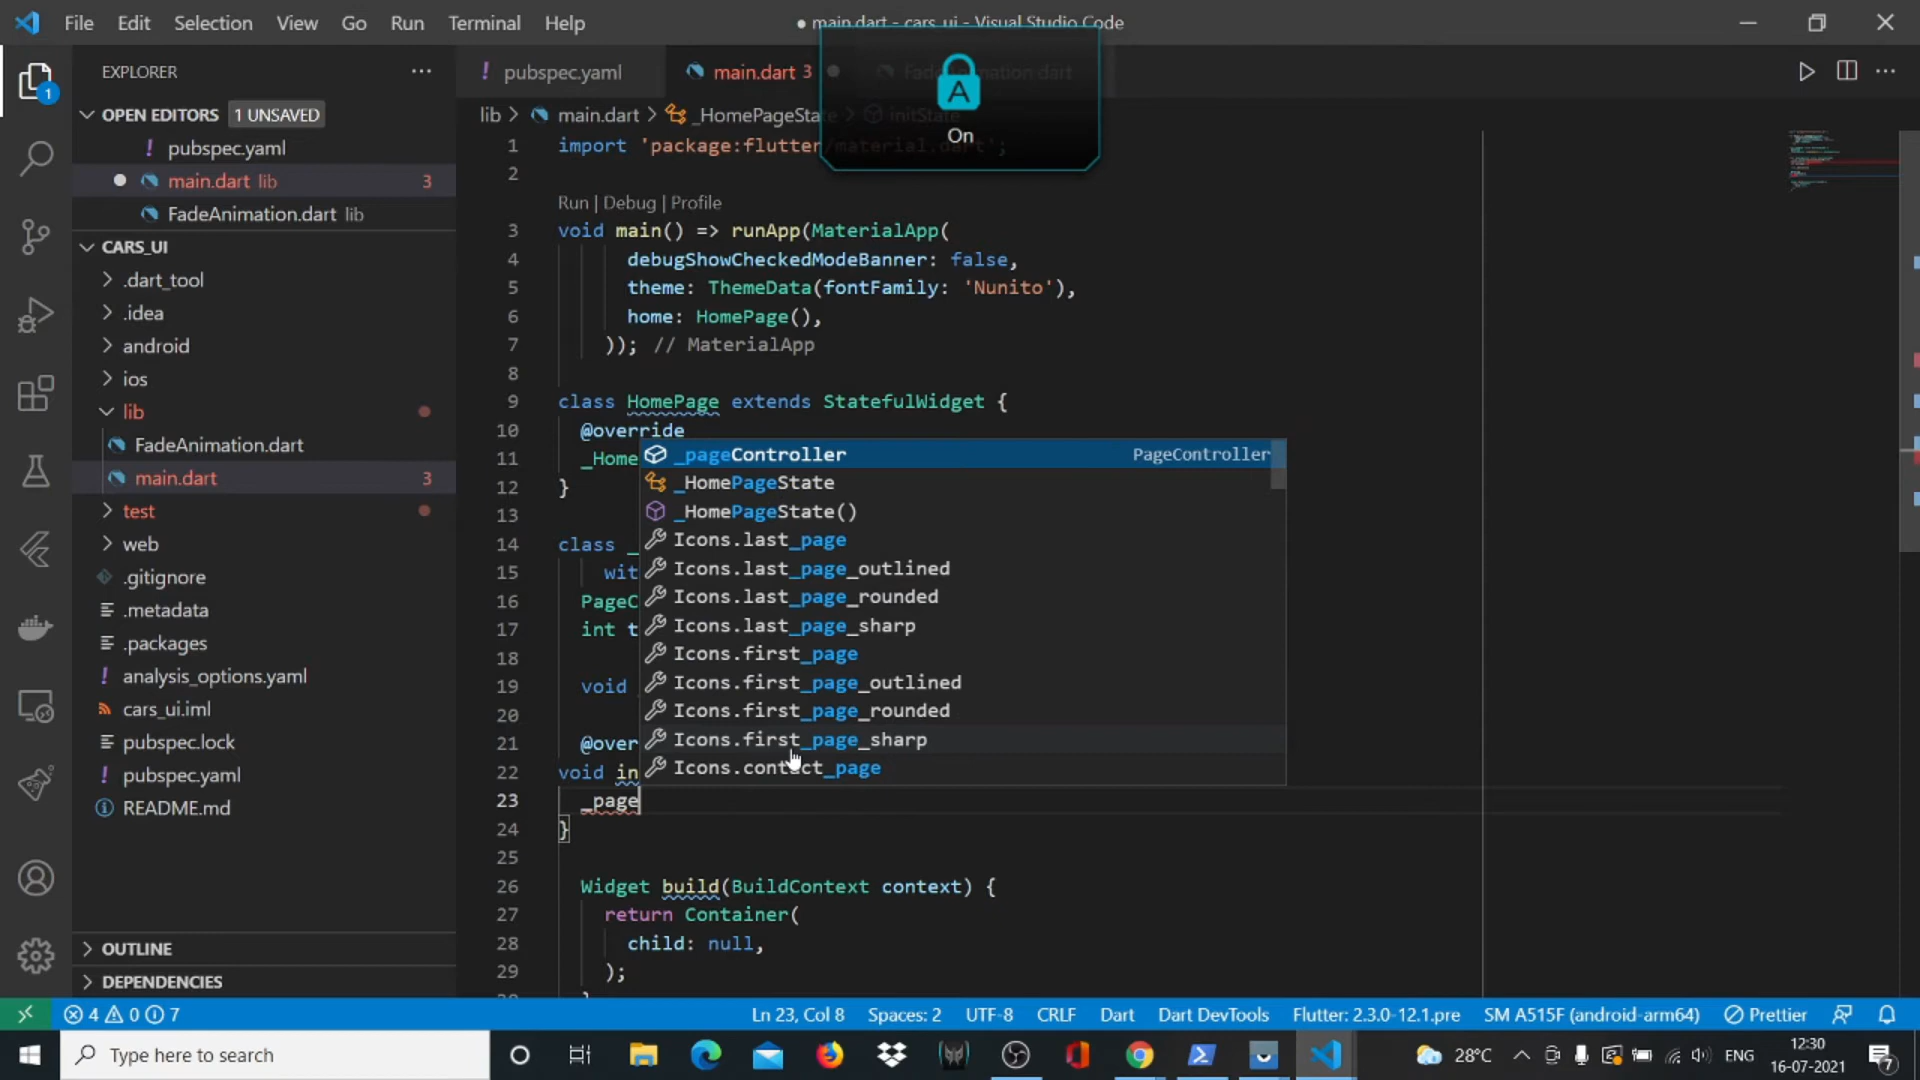 File Edit Selection View Go Run Terminal Help
● main.dart - cars_ui - Visual Studio Code
EXPLORER
OPEN EDITORS 1 UNSAVED
! pubspec.yaml
main.dart lib 3
FadeAnimation.dart lib
CARS_UI
.dart_tool
.idea
android
ios
lib
FadeAnimation.dart
main.dart 3
test
web
.gitignore
.metadata
.packages
analysis_options.yaml
cars_ui.iml
pubspec.lock
pubspec.yaml
README.md
OUTLINE
DEPENDENCIES
1
! pubspec.yaml
main.dart 3
FadeAnimation.dart
A
On
lib > main.dart > _HomePageState > initState
1 import 'package:flutter/material.dart';
2
Run | Debug | Profile
3 void main() => runApp(MaterialApp(
4 debugShowCheckedModeBanner: false,
5 theme: ThemeData(fontFamily: 'Nunito'),
6 home: HomePage(),
7 )); // MaterialApp
8
9 class HomePage extends StatefulWidget {
10 @override
11 _Home
12 }
13
14 class _
15 wit
16 PageC
17 int t
18
19 void
20
21 @over
22 void in
23 _page
24 }
25
26 Widget build(BuildContext context) {
27 return Container(
28 child: null,
29 );
_pageController PageController
_HomePageState
_HomePageState()
Icons.last_page
Icons.last_page_outlined
Icons.last_page_rounded
Icons.last_page_sharp
Icons.first_page
Icons.first_page_outlined
Icons.first_page_rounded
Icons.first_page_sharp
Icons.contact_page
4 0 7
Ln 23, Col 8 Spaces: 2 UTF-8 CRLF Dart Dart DevTools Flutter: 2.3.0-12.1.pre SM A515F (android-arm64) Prettier
Type here to search
28°C ENG
12:30
16-07-2021
7